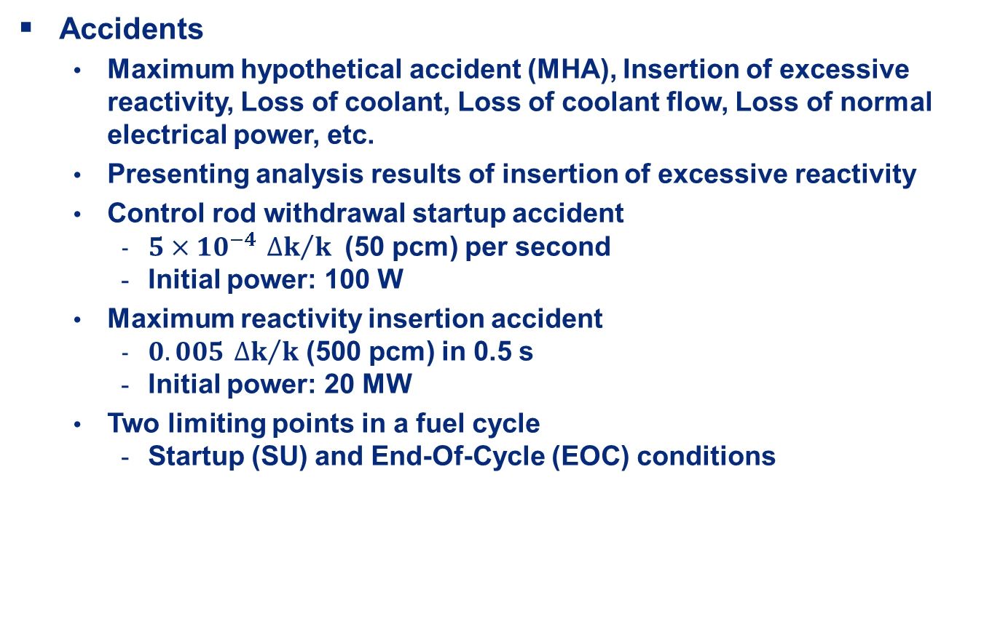 ▪ Accidents
• Maximum hypothetical accident (MHA), Insertion of excessive
reactivity, Loss of coolant, Loss of coolant flow, Loss of normal
electrical power, etc.
• Presenting analysis results of insertion of excessive reactivity
• Control rod withdrawal startup accident
- 5 × 10⁻⁴ Δk/k (50 pcm) per second
- Initial power: 100 W
• Maximum reactivity insertion accident
- 0.005 Δk/k (500 pcm) in 0.5 s
- Initial power: 20 MW
• Two limiting points in a fuel cycle
- Startup (SU) and End-Of-Cycle (EOC) conditions